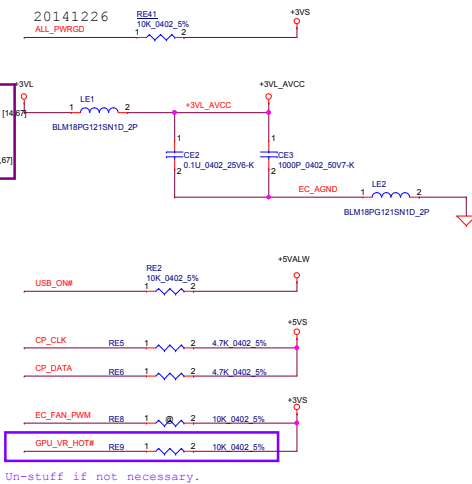 20141226
RE41
+3VS
ALL_PWRGD
10K_0402_5%
1 2
+3VL
+3VL_AVCC
LE1
1 2
+3VL_AVCC
[14,67]
BLM18PG121SN1D_2P
1 1
CE2
0.1U_0402_25V6-K
CE3
1000P_0402_50V7-K
,67]
2 2
EC_AGND
LE2
1 2
BLM18PG121SN1D_2P
+5VALW
RE2
10K_0402_5%
USB_ON#
1 2
+5VS
CP_CLK
RE5 1 2 4.7K_0402_5%
CP_DATA
RE6 1 2 4.7K_0402_5%
+3VS
EC_FAN_PWM
RE8 1 @ 2 10K_0402_5%
GPU_VR_HOT#
RE9 1 2 10K_0402_5%
Un-stuff if not necessary.